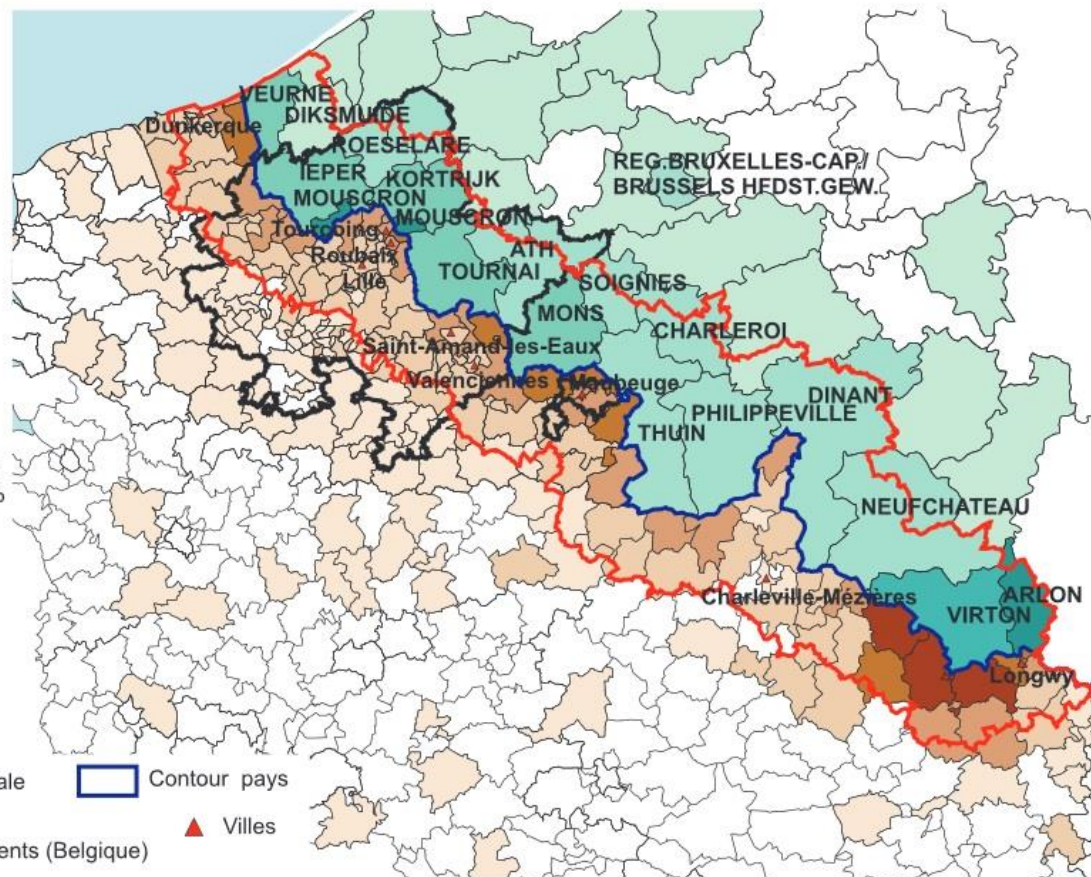 VEURNE
DIKSMUIDE
Dunkerque
ROESELARE
REG.BRUXELLES-CAP./
BRUSSELS HFDST.GEW.
IEPER
KORTRIJK
MOUSCRON
MOUSCRON
Tourcoing
ATH
Roubaix
TOURNAI
Lille
SOIGNIES
MONS
CHARLEROI
Saint-Amand-les-Eaux
Valenciennes
Maubeuge
DINANT
PHILIPPEVILLE
THUIN
NEUFCHATEAU
Charleville-Mézières
ARLON
VIRTON
Longwy
ale
Contour pays
Villes
ents (Belgique)